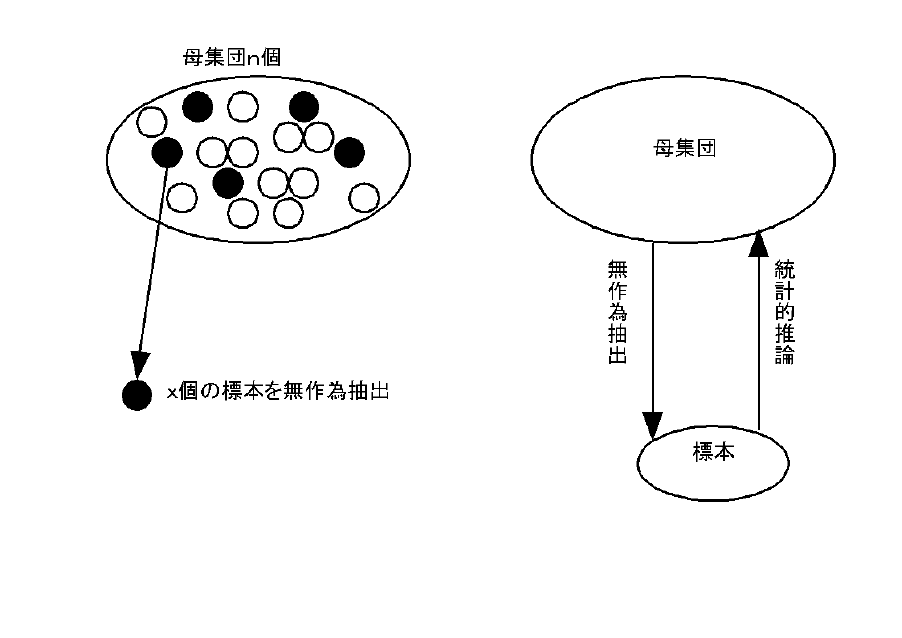 母集団n個
x個の標本を無作為抽出
母集団
無作為抽出
統計的推論
標本